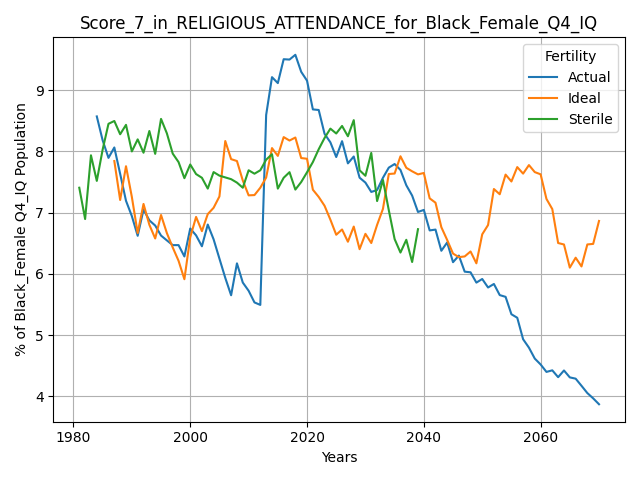 Score_7_in_RELIGIOUS_ATTENDANCE_for_Black_Female_Q4_IQ
Fertility
Actual
Ideal
Sterile
% of Black_Female Q4_IQ Population
9
8
7
6
5
4
1980
2000
2020
2040
2060
Years